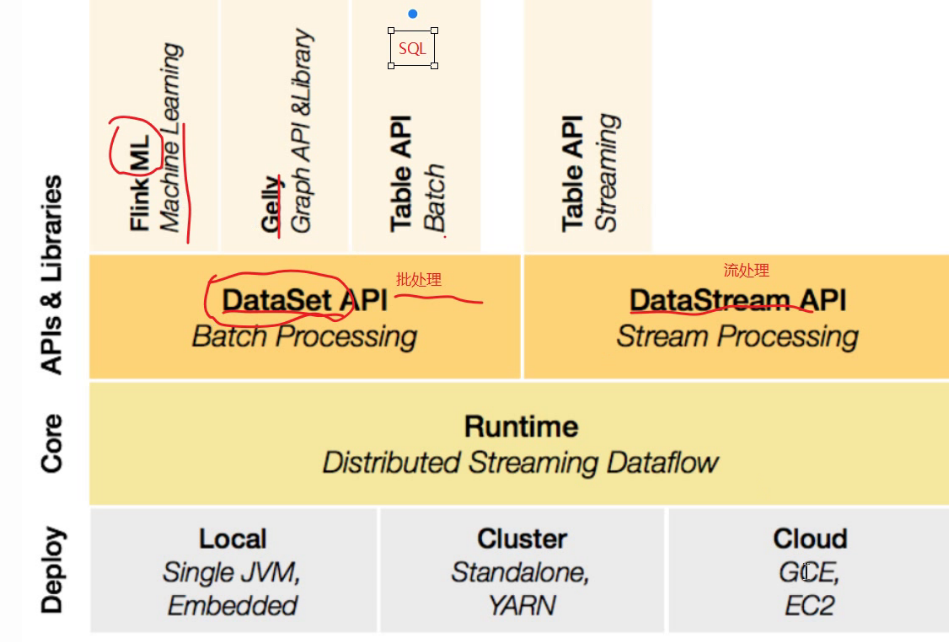 SQL
Flink ML
Machine Learning
Gelly
Graph API &Library
Table API
Batch
Table API
Streaming
APIs & Libraries
批处理
DataSet API
Batch Processing
流处理
DataStream API
Stream Processing
Core
Runtime
Distributed Streaming Dataflow
Deploy
Local
Single JVM,
Embedded
Cluster
Standalone,
YARN
Cloud
GCE,
EC2